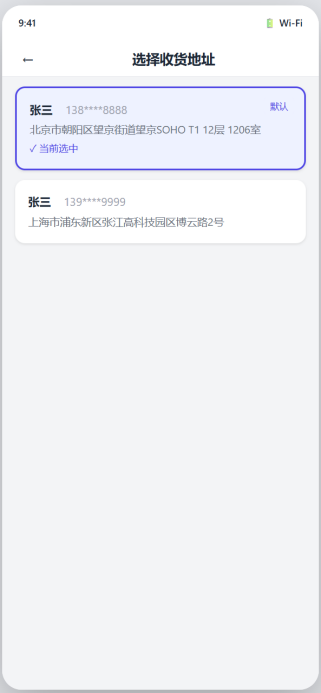 9:41 🔋 Wi-Fi
← 选择收货地址
张三 138****8888 默认
北京市朝阳区望京街道望京SOHO T1 12层 1206室
✓ 当前选中
张三 139****9999
上海市浦东新区张江高科技园区博云路2号